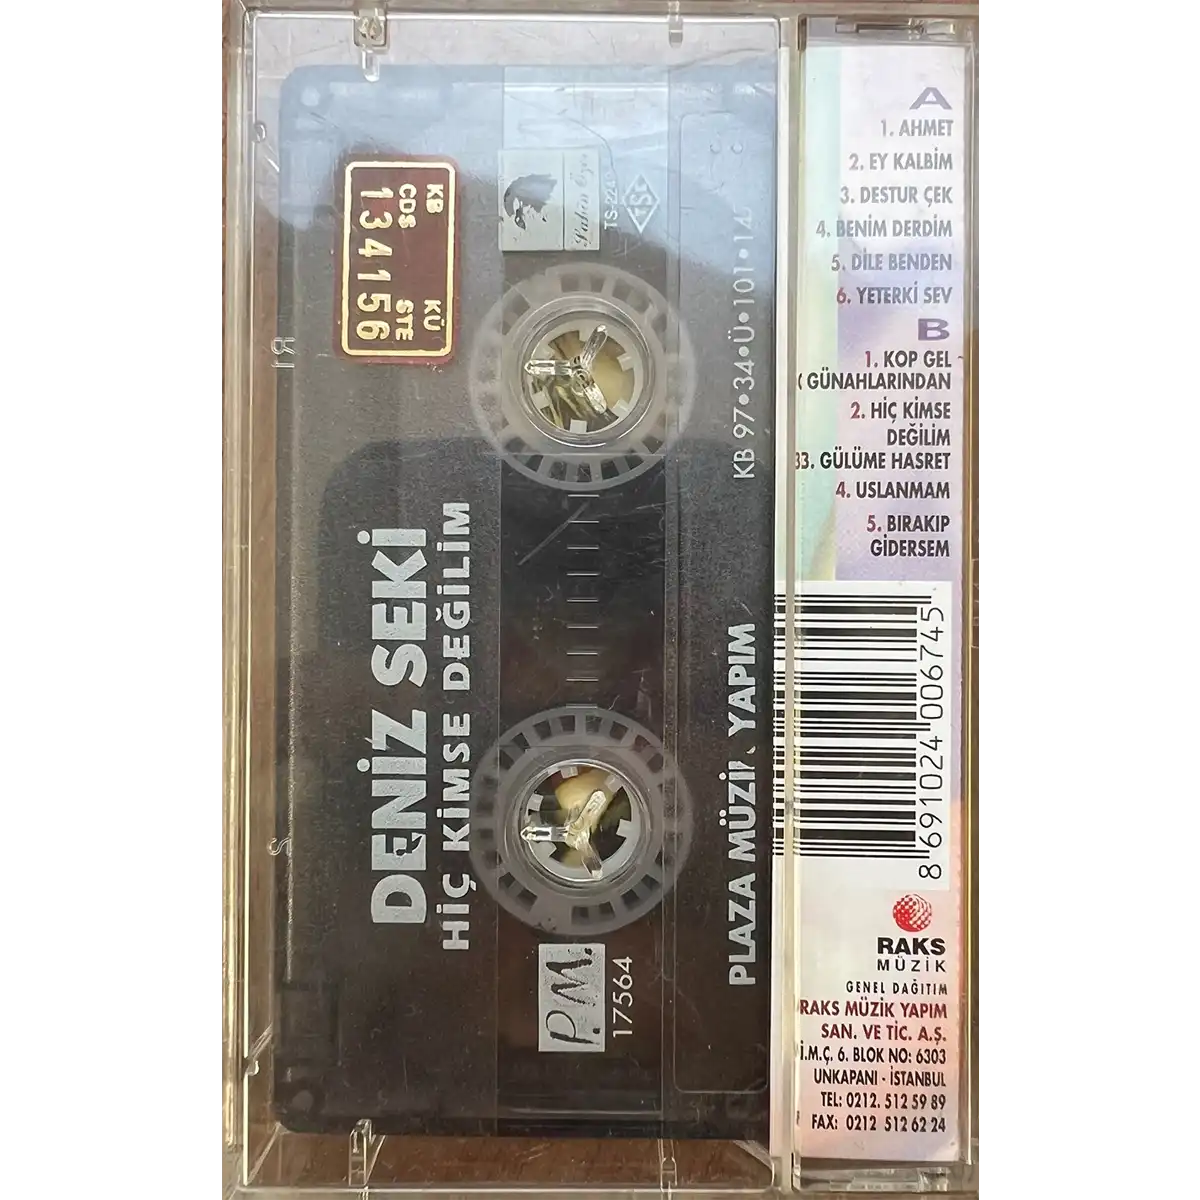 A
1. AHMET
2. EY KALBİM
3. DESTUR ÇEK
4. BENİM DERDİM
5. DİLE BENDEN
6. YETERKİ SEV
B
1. KOP GEL
GÜNAHLARINDAN
2. HİÇ KİMSE
DEĞİLİM
3. GÜLÜME HASRET
4. USLANMAM
5. BIRAKIP
GİDERSEM
8 691024 006745
RAKS
MÜZİK
GENEL DAĞITIM
RAKS MÜZİK YAPIM
SAN. VE TİC. A.Ş.
İ.M.Ç. 6. BLOK NO: 6303
UNKAPANI - İSTANBUL
TEL: 0212. 512 59 89
FAX: 0212 512 62 24
DENİZ SEKİ
HİÇ KİMSE DEĞİLİM
P.M.
17564
PLAZA MÜZİK YAPIM
KB 97•34•Ü•101•14
TSE
KB KÜ
CDS STE
134156
R1
2